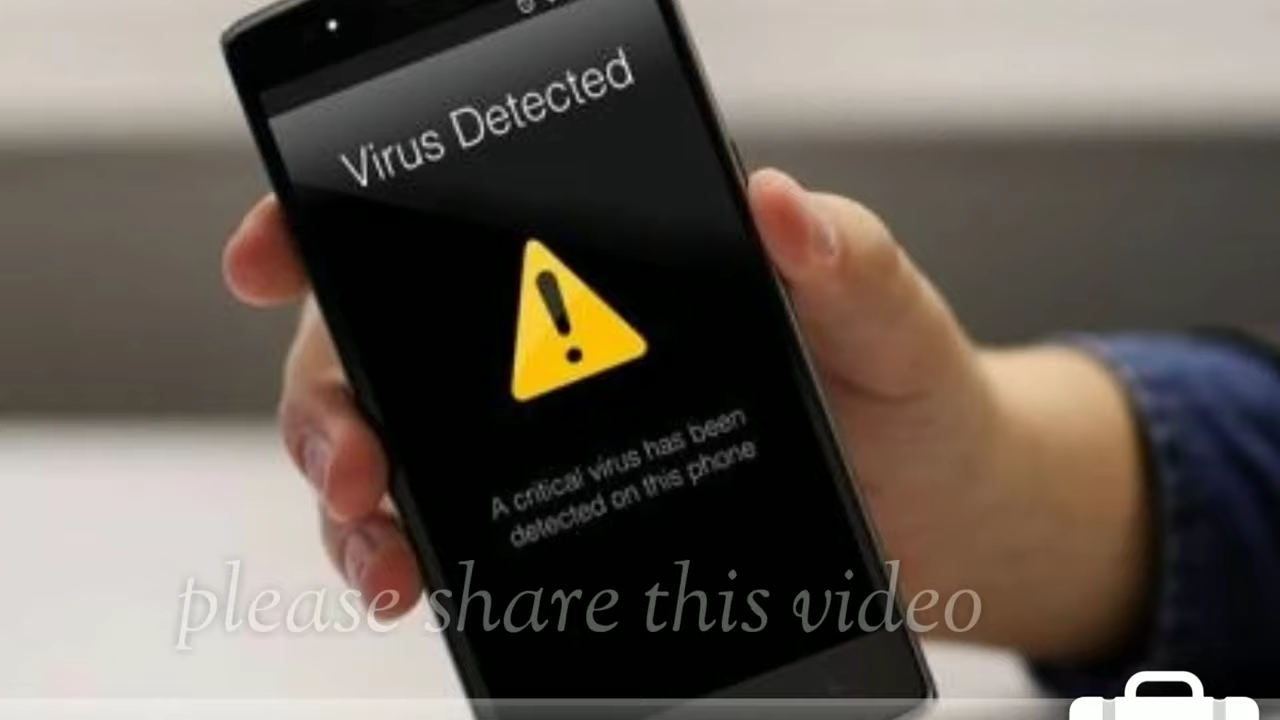 Virus Detected
A critical virus has been
detected on this phone
please share this video